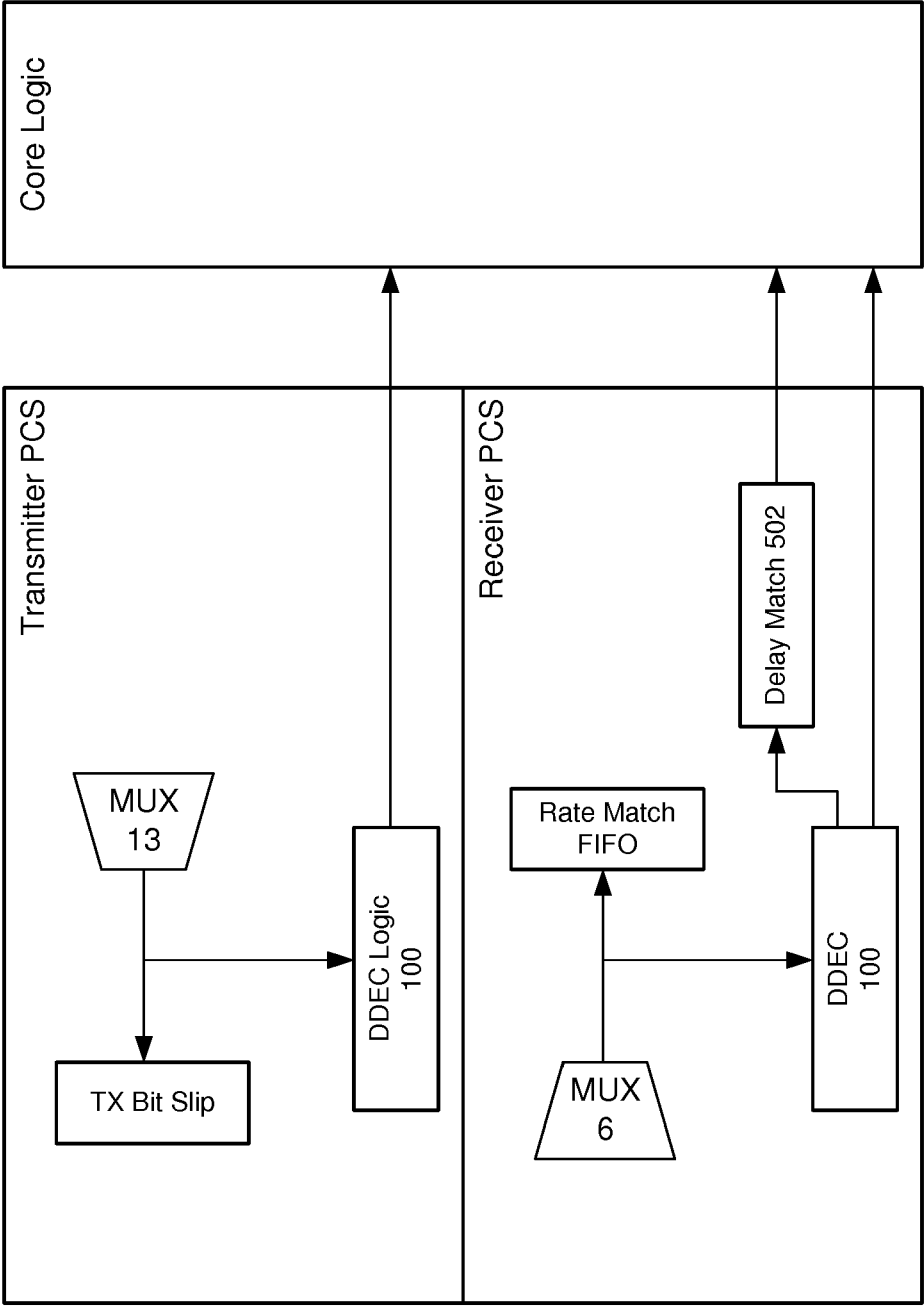 Core Logic
Transmitter PCS
MUX
13
DDEC Logic
100
TX Bit Slip
Receiver PCS
Delay Match 502
Rate Match
FIFO
DDEC
100
MUX
6